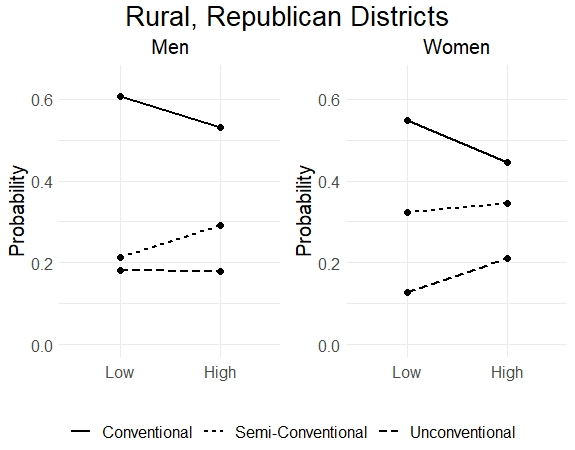 Rural, Republican Districts
Men
Women
Probability
0.6
0.4
0.2
0.0
Low
High
Probability
0.6
0.4
0.2
0.0
Low
High
Conventional
Semi-Conventional
Unconventional